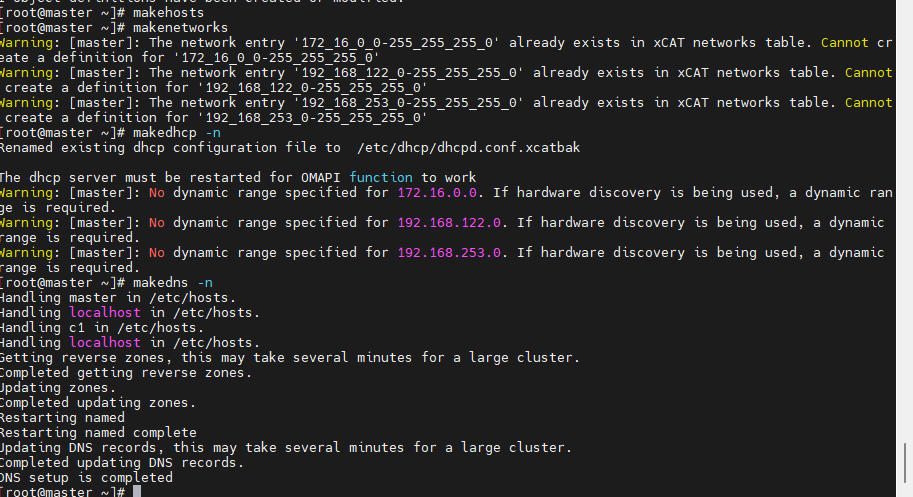 1 object definitions have been created or modified.
[root@master ~]# makehosts
[root@master ~]# makenetworks
Warning: [master]: The network entry '172_16_0_0-255_255_255_0' already exists in xCAT networks table. Cannot cr
eate a definition for '172_16_0_0-255_255_255_0'
Warning: [master]: The network entry '192_168_122_0-255_255_255_0' already exists in xCAT networks table. Cannot
 create a definition for '192_168_122_0-255_255_255_0'
Warning: [master]: The network entry '192_168_253_0-255_255_255_0' already exists in xCAT networks table. Cannot
 create a definition for '192_168_253_0-255_255_255_0'
[root@master ~]# makedhcp -n
Renamed existing dhcp configuration file to  /etc/dhcp/dhcpd.conf.xcatbak

The dhcp server must be restarted for OMAPI function to work
Warning: [master]: No dynamic range specified for 172.16.0.0. If hardware discovery is being used, a dynamic ran
ge is required.
Warning: [master]: No dynamic range specified for 192.168.122.0. If hardware discovery is being used, a dynamic
range is required.
Warning: [master]: No dynamic range specified for 192.168.253.0. If hardware discovery is being used, a dynamic
range is required.
[root@master ~]# makedns -n
Handling master in /etc/hosts.
Handling localhost in /etc/hosts.
Handling c1 in /etc/hosts.
Handling localhost in /etc/hosts.
Getting reverse zones, this may take several minutes for a large cluster.
Completed getting reverse zones.
Updating zones.
Completed updating zones.
Restarting named
Restarting named complete
Updating DNS records, this may take several minutes for a large cluster.
Completed updating DNS records.
DNS setup is completed
[root@master ~]#